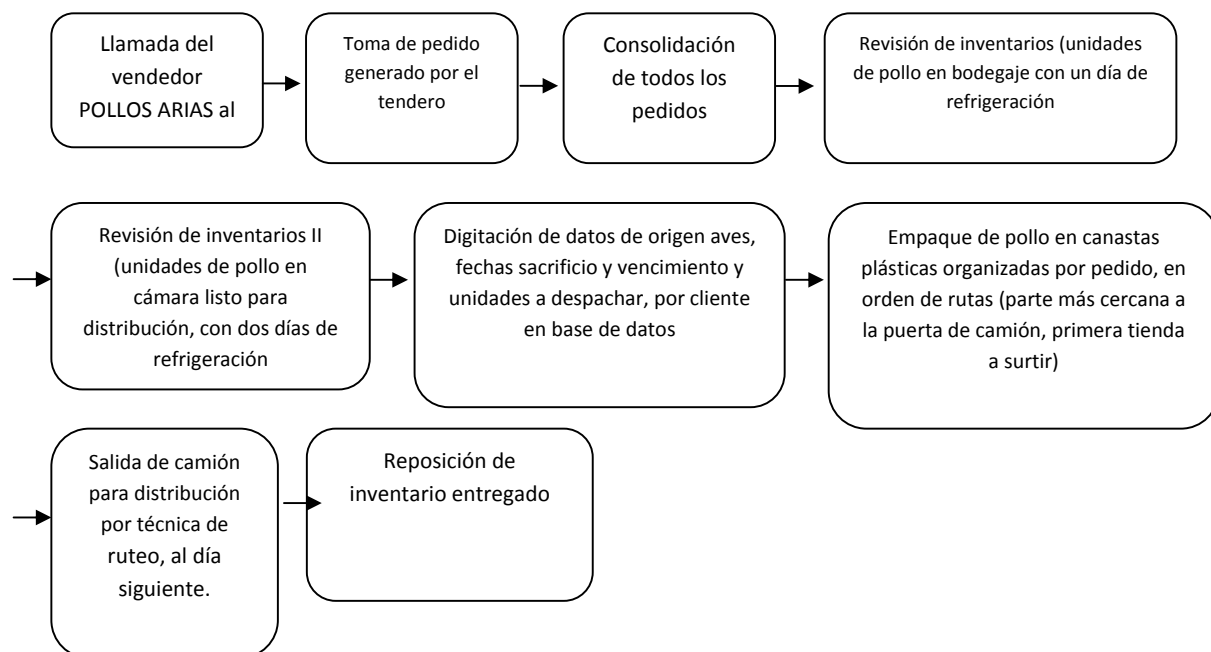 Llamada del
vendedor
POLLOS ARIAS al
Toma de pedido
generado por el
tendero
Consolidación
de todos los
pedidos
Revisión de inventarios (unidades
de pollo en bodegaje con un día de
refrigeración
Revisión de inventarios II
(unidades de pollo en
cámara listo para
distribución, con dos días de
refrigeración
Digitación de datos de origen aves,
fechas sacrificio y vencimiento y
unidades a despachar, por cliente
en base de datos
Empaque de pollo en canastas
plásticas organizadas por pedido, en
orden de rutas (parte más cercana a
la puerta de camión, primera tienda
a surtir)
Salida de camión
para distribución
por técnica de
ruteo, al día
siguiente.
Reposición de
inventario entregado